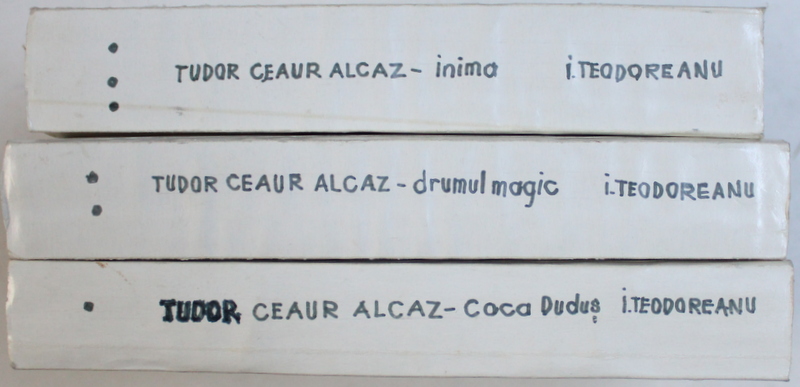 TUDOR CEAUR ALCAZ - inima I.TEODOREANU
TUDOR CEAUR ALCAZ - drumul magic I.TEODOREANU
TUDOR CEAUR ALCAZ - Coca Duduș I.TEODOREANU